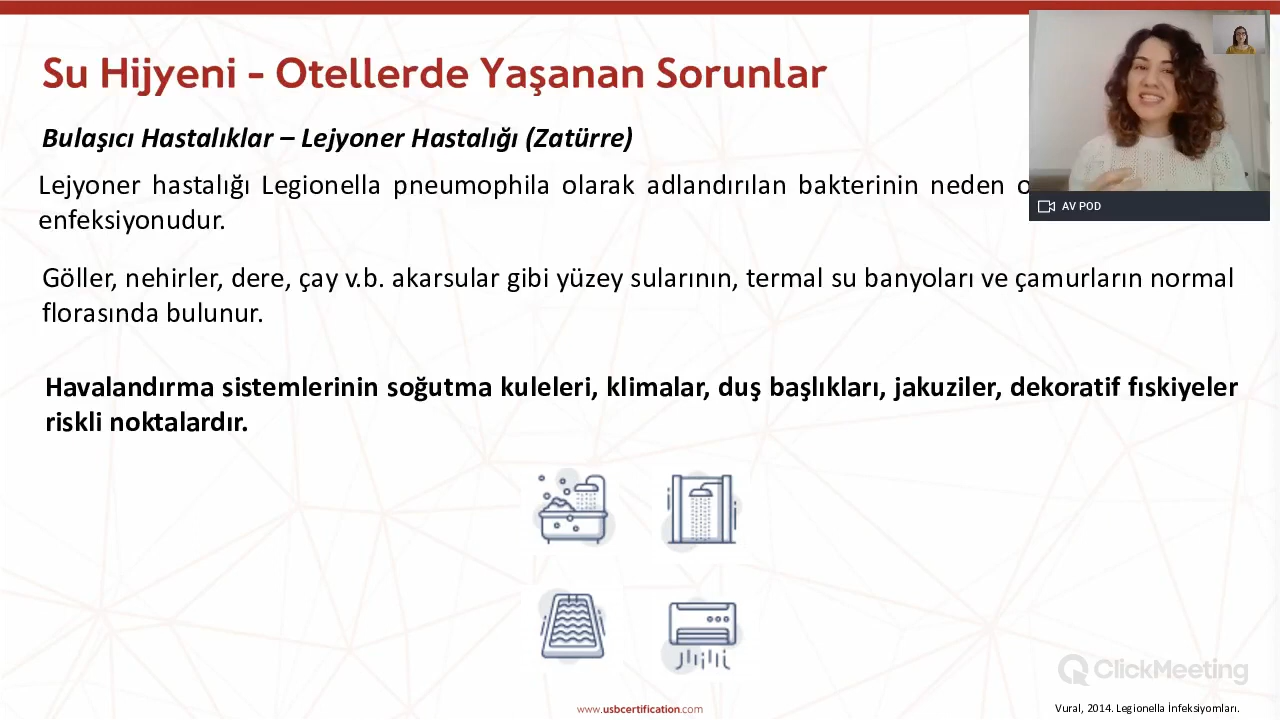 Su Hijyeni - Otellerde Yaşanan Sorunlar
Bulaşıcı Hastalıklar – Lejyoner Hastalığı (Zatürre)
Lejyoner hastalığı Legionella pneumophila olarak adlandırılan bakterinin neden
enfeksiyonudur.
AV POD
Göller, nehirler, dere, çay v.b. akarsular gibi yüzey sularının, termal su banyoları ve çamurların normal
florasında bulunur.
Havalandırma sistemlerinin soğutma kuleleri, klimalar, duş başlıkları, jakuziler, dekoratif fıskiyeler
riskli noktalardır.
ClickMeeting
www.usbcertification.com
Vural, 2014. Legionella İnfeksiyomları.